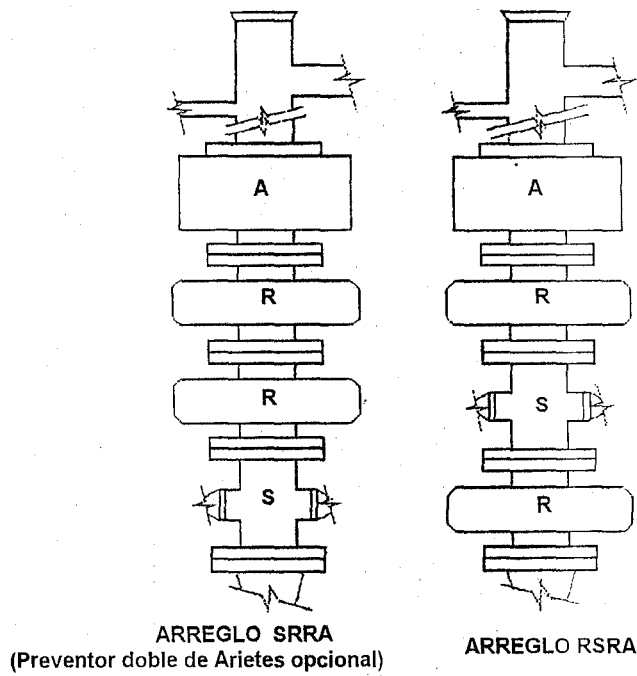 A
R
R
S
ARREGLO SRRA
(Preventor doble de Arietes opcional)
A
R
S
R
ARREGLO RSRA